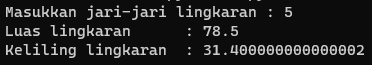 Masukkan jari-jari lingkaran : 5
Luas lingkaran      : 78.5
Keliling lingkaran  : 31.400000000000002